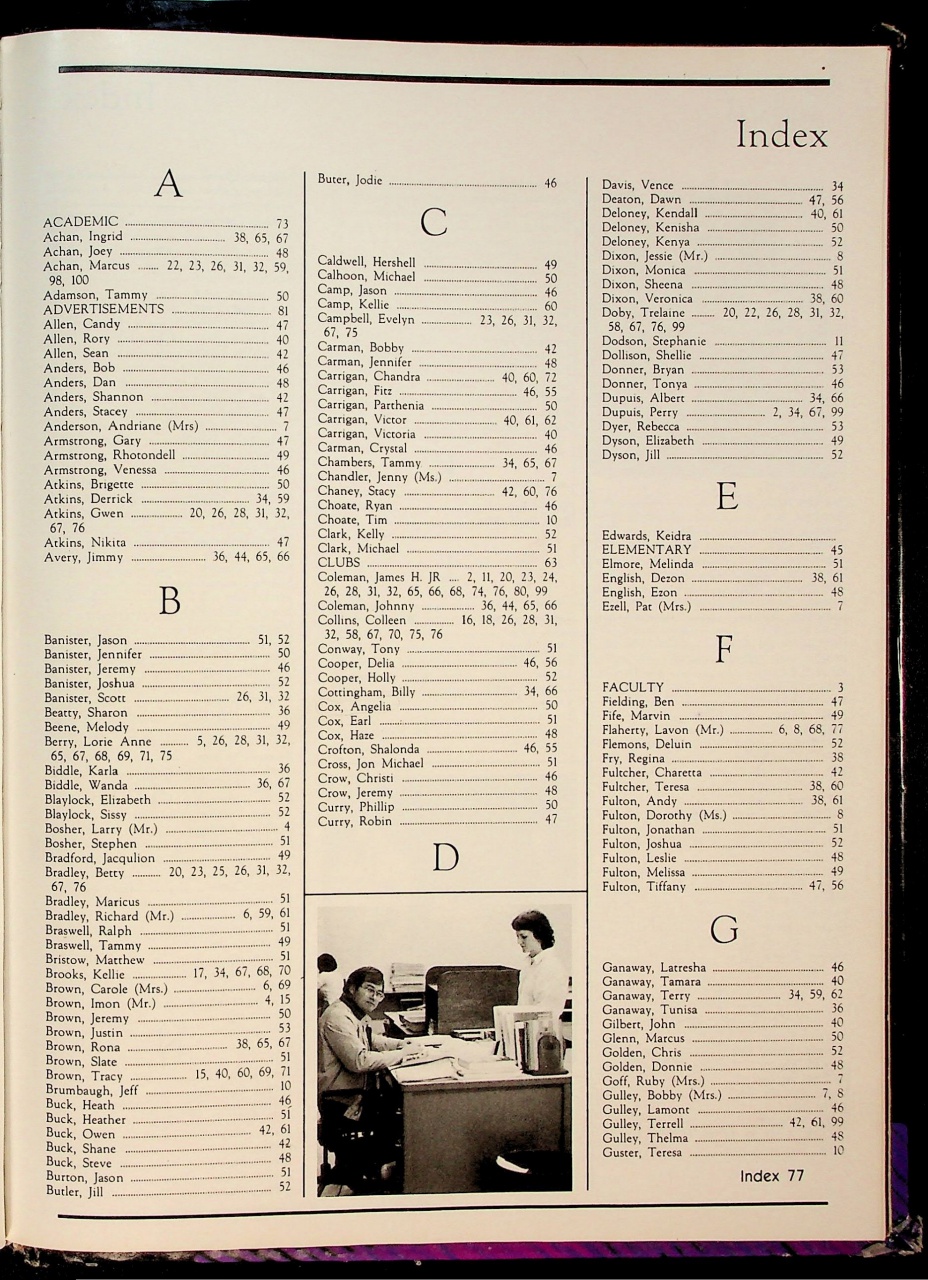 Index
A
ACADEMIC 73
Achan, Ingrid 38, 65, 67
Achan, Joey 48
Achan, Marcus 22, 23, 26, 31, 32, 59,
98, 100
Adamson, Tammy 50
ADVERTISEMENTS 81
Allen, Candy 47
Allen, Rory 40
Allen, Sean 42
Anders, Bob 46
Anders, Dan 48
Anders, Shannon 42
Anders, Stacey 47
Anderson, Andriane (Mrs) 7
Armstrong, Gary 47
Armstrong, Rhotondell 49
Armstrong, Venessa 46
Atkins, Brigette 50
Atkins, Derrick 34, 59
Atkins, Gwen 20, 26, 28, 31, 32,
67, 76
Atkins, Nikita 47
Avery, Jimmy 36, 44, 65, 66
B
Banister, Jason 51, 52
Banister, Jennifer 50
Banister, Jeremy 46
Banister, Joshua 52
Banister, Scott 26, 31, 32
Beatty, Sharon 36
Beene, Melody 49
Berry, Lorie Anne 5, 26, 28, 31, 32,
65, 67, 68, 69, 71, 75
Biddle, Karla 36
Biddle, Wanda 36, 67
Blaylock, Elizabeth 52
Blaylock, Sissy 52
Bosher, Larry (Mr.) 4
Bosher, Stephen 51
Bradford, Jacqulion 49
Bradley, Betty 20, 23, 25, 26, 31, 32,
67, 76
Bradley, Maricus 51
Bradley, Richard (Mr.) 6, 59, 61
Braswell, Ralph 51
Braswell, Tammy 49
Bristow, Matthew 51
Brooks, Kellie 17, 34, 67, 68, 70
Brown, Carole (Mrs.) 6, 69
Brown, Imon (Mr.) 4, 15
Brown, Jeremy 50
Brown, Justin 53
Brown, Rona 38, 65, 67
Brown, Slate 51
Brown, Tracy 15, 40, 60, 69, 71
Brumbaugh, Jeff 10
Buck, Heath 46
Buck, Heather 51
Buck, Owen 42, 61
Buck, Shane 42
Buck, Steve 48
Burton, Jason 51
Butler, Jill 52
Buter, Jodie 46
C
Caldwell, Hershell 49
Calhoon, Michael 50
Camp, Jason 46
Camp, Kellie 60
Campbell, Evelyn 23, 26, 31, 32,
67, 75
Carman, Bobby 42
Carman, Jennifer 48
Carrigan, Chandra 40, 60, 72
Carrigan, Fitz 46, 55
Carrigan, Parthenia 50
Carrigan, Victor 40, 61, 62
Carrigan, Victoria 40
Carman, Crystal 46
Chambers, Tammy 34, 65, 67
Chandler, Jenny (Ms.) 7
Chaney, Stacy 42, 60, 76
Choate, Ryan 46
Choate, Tim 10
Clark, Kelly 52
Clark, Michael 51
CLUBS 63
Coleman, James H. JR 2, 11, 20, 23, 24,
26, 28, 31, 32, 65, 66, 68, 74, 76, 80, 99
Coleman, Johnny 36, 44, 65, 66
Collins, Colleen 16, 18, 26, 28, 31,
32, 58, 67, 70, 75, 76
Conway, Tony 51
Cooper, Delia 46, 56
Cooper, Holly 52
Cottingham, Billy 34, 66
Cox, Angelia 50
Cox, Earl 51
Cox, Haze 48
Crofton, Shalonda 46, 55
Cross, Jon Michael 51
Crow, Christi 46
Crow, Jeremy 48
Curry, Phillip 50
Curry, Robin 47
D
Davis, Vence 34
Deaton, Dawn 47, 56
Deloney, Kendall 40, 61
Deloney, Kenisha 50
Deloney, Kenya 52
Dixon, Jessie (Mr.) 8
Dixon, Monica 51
Dixon, Sheena 48
Dixon, Veronica 38, 60
Doby, Trelaine 20, 22, 26, 28, 31, 32,
58, 67, 76, 99
Dodson, Stephanie 11
Dollison, Shellie 47
Donner, Bryan 53
Donner, Tonya 46
Dupuis, Albert 34, 66
Dupuis, Perry 2, 34, 67, 99
Dyer, Rebecca 53
Dyson, Elizabeth 49
Dyson, Jill 52
E
Edwards, Keidra
ELEMENTARY 45
Elmore, Melinda 51
English, Dezon 38, 61
English, Ezon 48
Ezell, Pat (Mrs.) 7
F
FACULTY 3
Fielding, Ben 47
Fife, Marvin 49
Flaherty, Lavon (Mr.) 6, 8, 68, 77
Flemons, Deluin 52
Fry, Regina 38
Fultcher, Charetta 42
Fultcher, Teresa 38, 60
Fulton, Andy 38, 61
Fulton, Dorothy (Ms.) 8
Fulton, Jonathan 51
Fulton, Joshua 52
Fulton, Leslie 48
Fulton, Melissa 49
Fulton, Tiffany 47, 56
G
Ganaway, Latresha 46
Ganaway, Tamara 40
Ganaway, Terry 34, 59, 62
Ganaway, Tunisa 36
Gilbert, John 40
Glenn, Marcus 50
Golden, Chris 52
Golden, Donnie 48
Goff, Ruby (Mrs.) 7
Gulley, Bobby (Mrs.) 7, 8
Gulley, Lamont 46
Gulley, Terrell 42, 61, 99
Gulley, Thelma 48
Guster, Teresa 10
Index 77